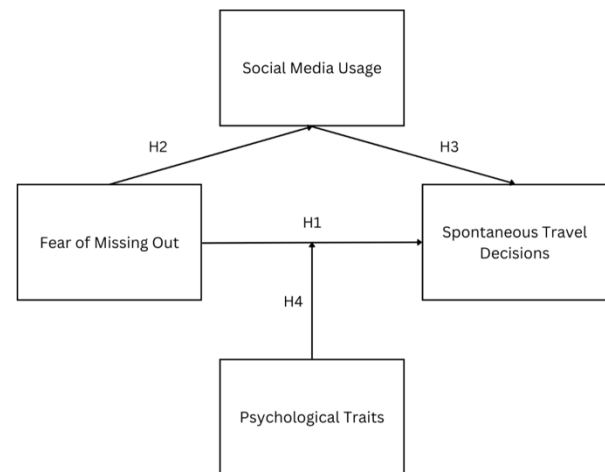 Social Media Usage
H2
H3
Fear of Missing Out
H1
Spontaneous Travel
Decisions
H4
Psychological Traits